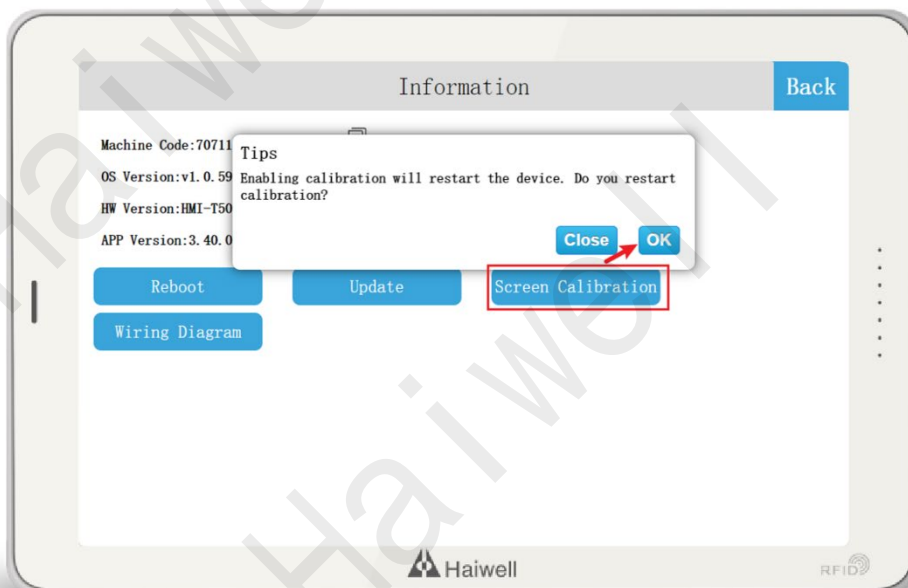 Information
Back
Machine Code:70711
OS Version:v1.0.59
HW Version:HMI-T50
APP Version:3.40.0
Tips
Enabling calibration will restart the device. Do you restart
calibration?
Close
OK
Reboot
Update
Screen Calibration
Wiring Diagram
Haiwell
RFID
Haiwell
Haiwell